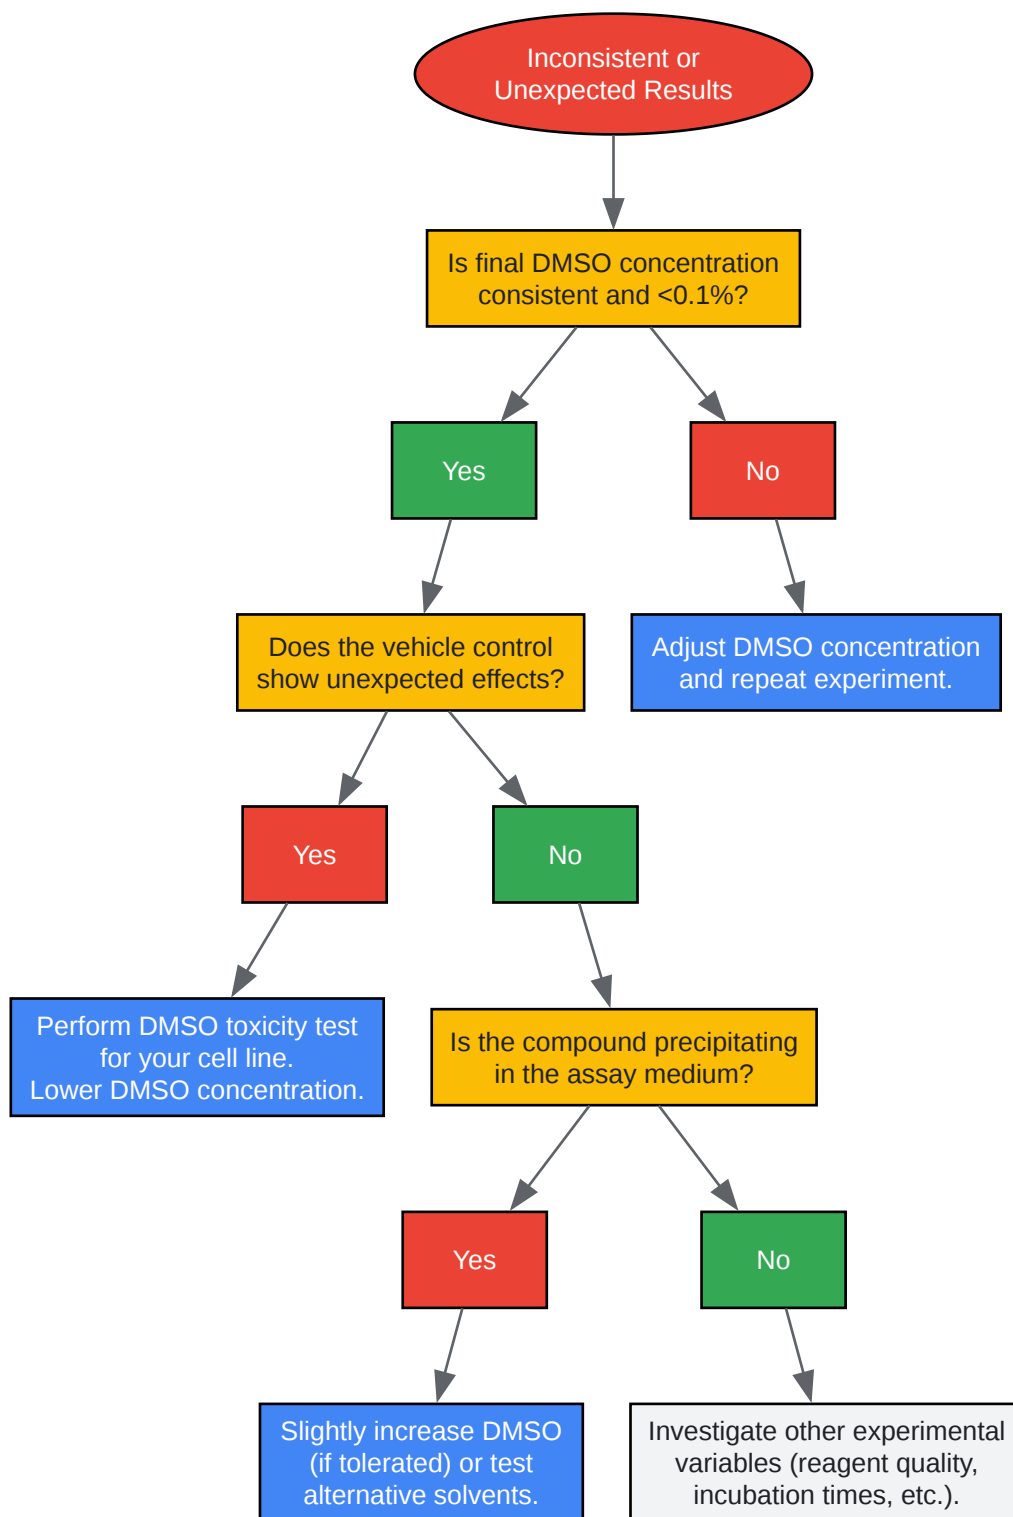 Inconsistent or
Unexpected Results
Is final DMSO concentration
consistent and <0.1%?
Yes
No
Does the vehicle control
show unexpected effects?
Adjust DMSO concentration
and repeat experiment.
Yes
No
Perform DMSO toxicity test
for your cell line.
Lower DMSO concentration.
Is the compound precipitating
in the assay medium?
Yes
No
Slightly increase DMSO
(if tolerated) or test
alternative solvents.
Investigate other experimental
variables (reagent quality,
incubation times, etc.).